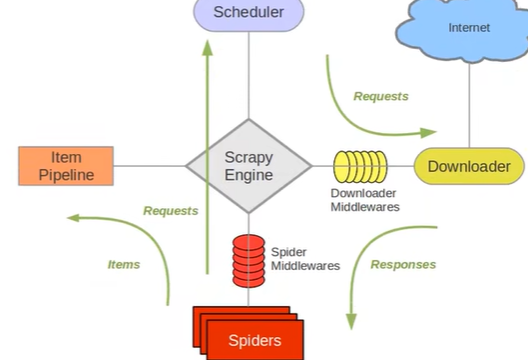 Scheduler
Internet
Requests
Item
Pipeline
Scrapy
Engine
Downloader
Downloader
Middlewares
Requests
Spider
Middlewares
Items
Responses
Spiders